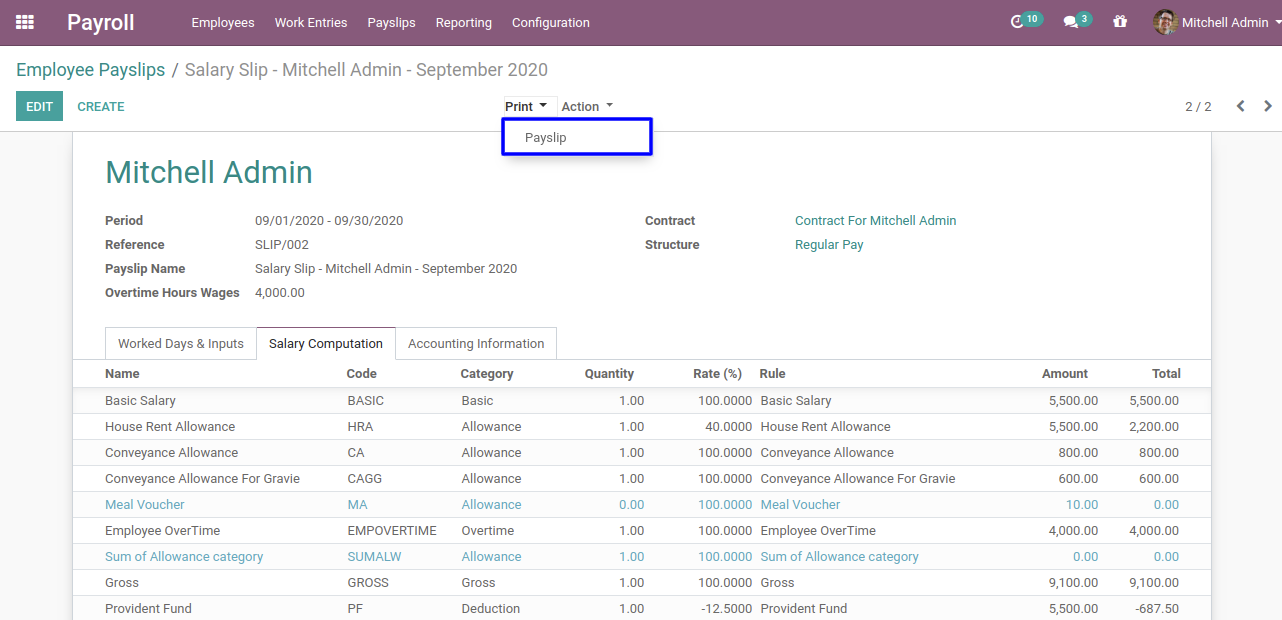 Payroll Employees Work Entries Payslips Reporting Configuration 10 3 Mitchell Admin
Employee Payslips / Salary Slip - Mitchell Admin - September 2020
EDIT CREATE Print Action 2 / 2
Payslip
Mitchell Admin
Period 09/01/2020 - 09/30/2020 Contract Contract For Mitchell Admin
Reference SLIP/002 Structure Regular Pay
Payslip Name Salary Slip - Mitchell Admin - September 2020
Overtime Hours Wages 4,000.00
Worked Days & Inputs Salary Computation Accounting Information
Name Code Category Quantity Rate (%) Rule Amount Total
Basic Salary BASIC Basic 1.00 100.0000 Basic Salary 5,500.00 5,500.00
House Rent Allowance HRA Allowance 1.00 40.0000 House Rent Allowance 5,500.00 2,200.00
Conveyance Allowance CA Allowance 1.00 100.0000 Conveyance Allowance 800.00 800.00
Conveyance Allowance For Gravie CAGG Allowance 1.00 100.0000 Conveyance Allowance For Gravie 600.00 600.00
Meal Voucher MA Allowance 0.00 100.0000 Meal Voucher 10.00 0.00
Employee OverTime EMPOVERTIME Overtime 1.00 100.0000 Employee OverTime 4,000.00 4,000.00
Sum of Allowance category SUMALW Allowance 1.00 100.0000 Sum of Allowance category 0.00 0.00
Gross GROSS Gross 1.00 100.0000 Gross 9,100.00 9,100.00
Provident Fund PF Deduction 1.00 -12.5000 Provident Fund 5,500.00 -687.50